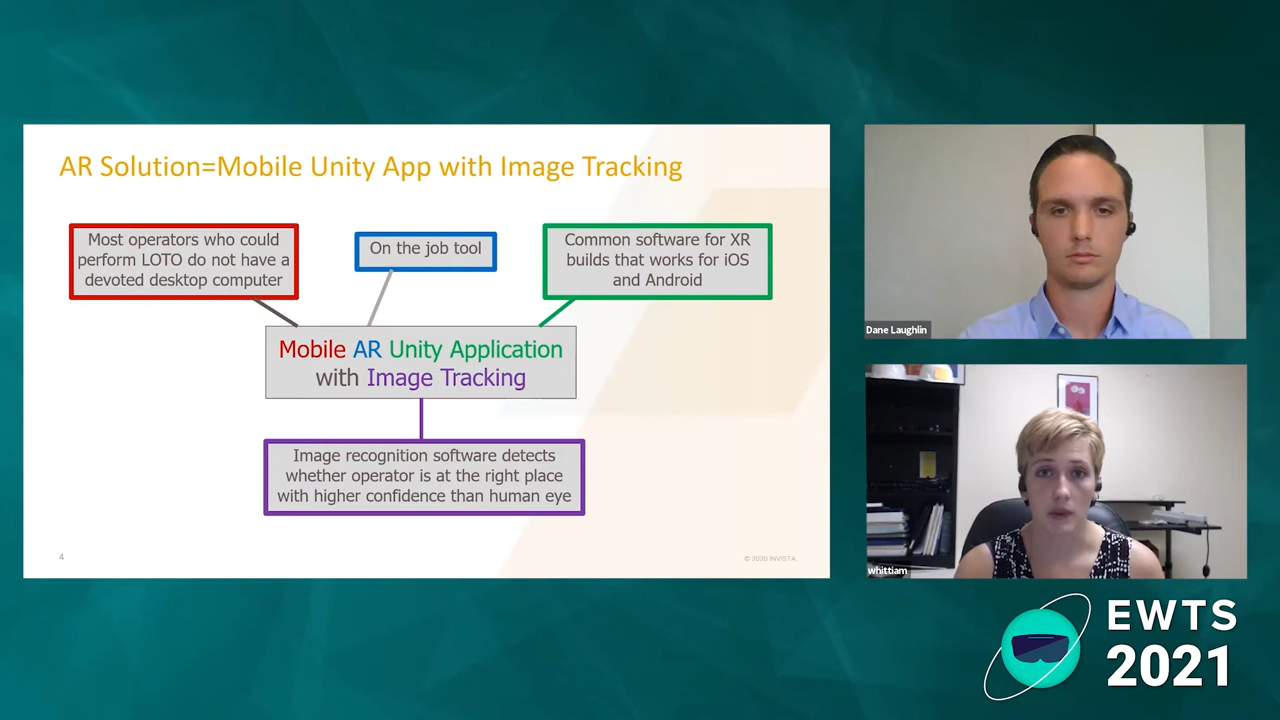 AR Solution=Mobile Unity App with Image Tracking
Most operators who could
perform LOTO do not have a
devoted desktop computer
On the job tool
Common software for XR
builds that works for iOS
and Android
Mobile AR Unity Application
with Image Tracking
Image recognition software detects
whether operator is at the right place
with higher confidence than human eye
4
© 2020 INVISTA.
Dane Laughlin
whittiam
EWTS
2021